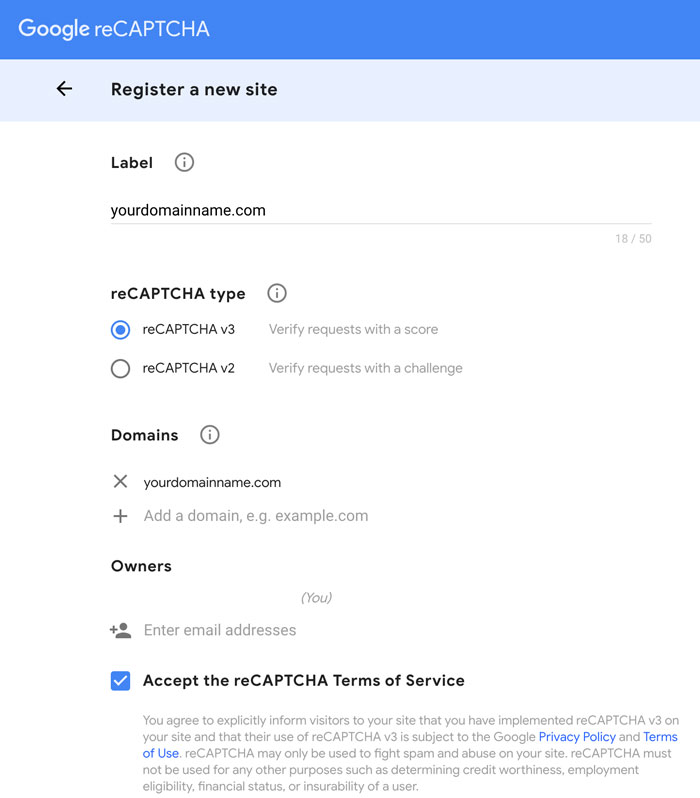 Google reCAPTCHA
Register a new site
Label
yourdomainname.com
18 / 50
reCAPTCHA type
reCAPTCHA v3 Verify requests with a score
reCAPTCHA v2 Verify requests with a challenge
Domains
yourdomainname.com
Add a domain, e.g. example.com
Owners
(You)
Enter email addresses
Accept the reCAPTCHA Terms of Service
You agree to explicitly inform visitors to your site that you have implemented reCAPTCHA v3 on
your site and that their use of reCAPTCHA v3 is subject to the Google Privacy Policy and Terms
of Use. reCAPTCHA may only be used to fight spam and abuse on your site. reCAPTCHA must
not be used for any other purposes such as determining credit worthiness, employment
eligibility, financial status, or insurability of a user.